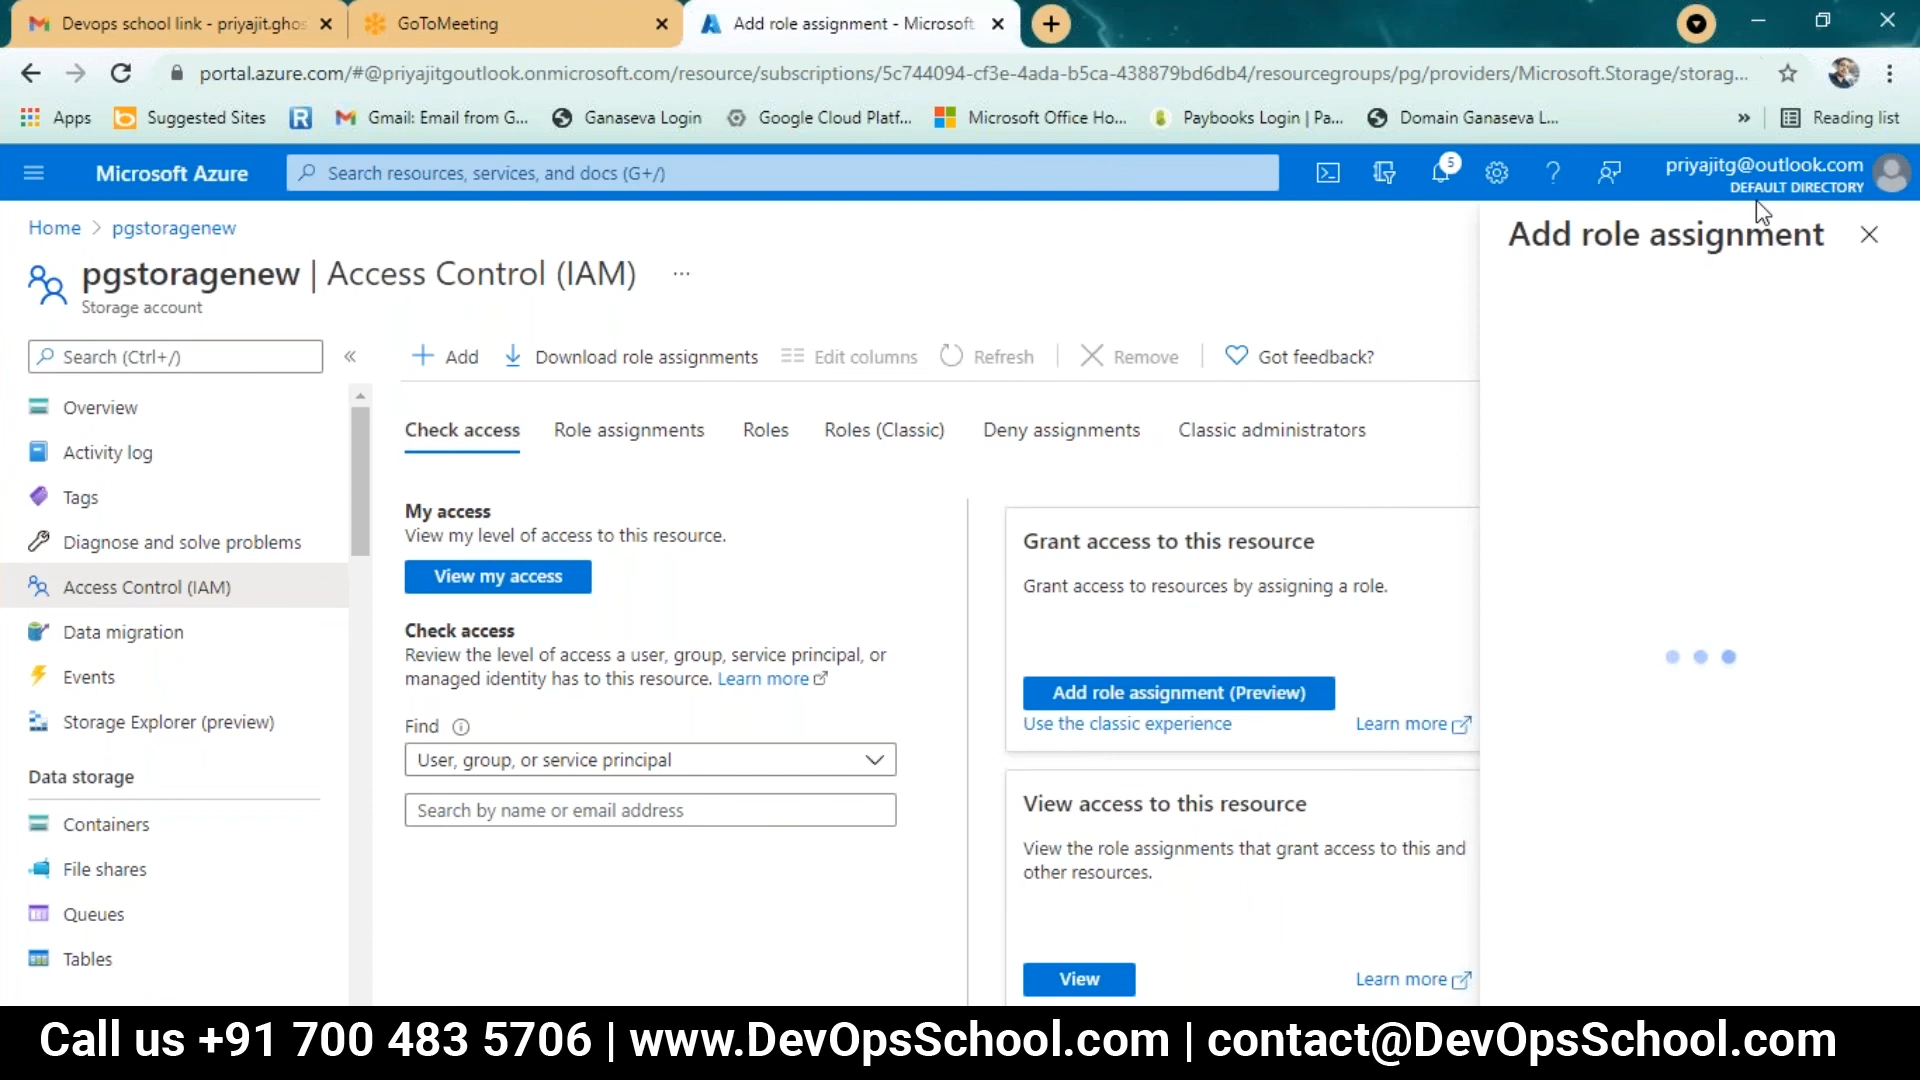 Devops school link - priyajit.ghos
GoToMeeting
Add role assignment - Microsoft
portal.azure.com/#@priyajitgoutlook.onmicrosoft.com/resource/subscriptions/5c744094-cf3e-4ada-b5ca-438879bd6db4/resourcegroups/pg/providers/Microsoft.Storage/storag...
Apps
Suggested Sites
Gmail: Email from G...
Ganaseva Login
Google Cloud Platf...
Microsoft Office Ho...
Paybooks Login | Pa...
Domain Ganaseva L...
»
Reading list
Microsoft Azure
Search resources, services, and docs (G+/)
5
priyajitg@outlook.com
DEFAULT DIRECTORY
Home > pgstoragenew
Add role assignment
pgstoragenew | Access Control (IAM) ...
Storage account
Search (Ctrl+/)
«
Add
Download role assignments
Edit columns
Refresh
Remove
Got feedback?
Overview
Activity log
Tags
Diagnose and solve problems
Access Control (IAM)
Data migration
Events
Storage Explorer (preview)
Data storage
Containers
File shares
Queues
Tables
Check access
Role assignments
Roles
Roles (Classic)
Deny assignments
Classic administrators
My access
View my level of access to this resource.
View my access
Check access
Review the level of access a user, group, service principal, or
managed identity has to this resource. Learn more
Find
User, group, or service principal
Search by name or email address
Grant access to this resource
Grant access to resources by assigning a role.
Add role assignment (Preview)
Use the classic experience
Learn more
View access to this resource
View the role assignments that grant access to this and
other resources.
View
Learn more
Call us +91 700 483 5706 | www.DevOpsSchool.com | contact@DevOpsSchool.com